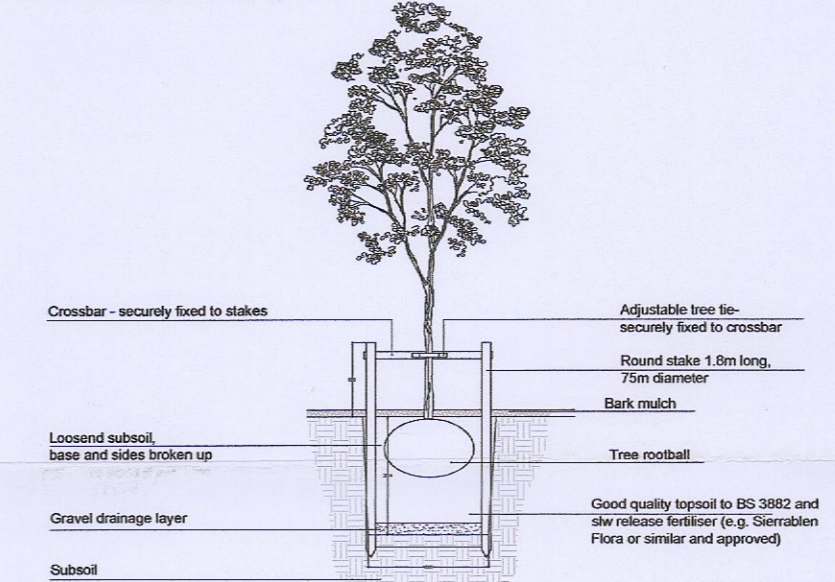 Crossbar - securely fixed to stakes
Adjustable tree tie-
securely fixed to crossbar
Round stake 1.8m long,
75m diameter
Bark mulch
Loosend subsoil,
base and sides broken up
Tree rootball
Good quality topsoil to BS 3882 and
slw release fertiliser (e.g. Sierrablen
Flora or similar and approved)
Gravel drainage layer
Subsoil